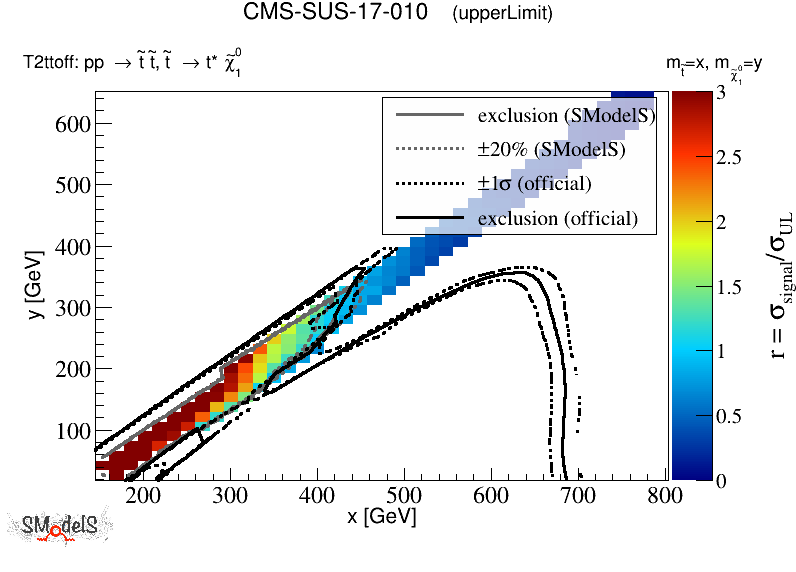 CMS-SUS-17-010 (upperLimit)
T2ttoff: pp → t̃ t̃, t̃ → t* χ̃⁰₁
m_t̃=x, m_χ̃⁰₁=y
exclusion (SModelS)
±20% (SModelS)
±1σ (official)
exclusion (official)
600
500
400
300
200
100
y [GeV]
200 300 400 500 600 700 800
x [GeV]
3
2.5
2
1.5
1
0.5
0
r = σ_signal/σ_UL
SModelS